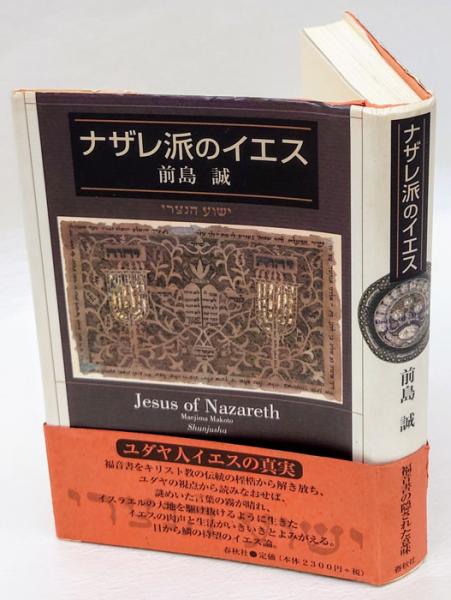 ナザレ派のイエス
前島 誠
ישוע הנצרי
Jesus of Nazareth
Maejima Makoto
Shunjusha
ユダヤ人イエスの真実
福音書をキリスト教の伝統の桎梏から解き放ち、
ユダヤの視点から読みなおせば、
謎めいた言葉の霧が晴れ、
イスラエルの大地を駆け抜けるように生きた
イエスの肉声と生活がいきいきとよみがえる。
目から鱗の待望のイエス論。
春秋社●定価(本体2300円+税)
ナザレ派のイエス
前島 誠
福音書の隠された意味
春秋社